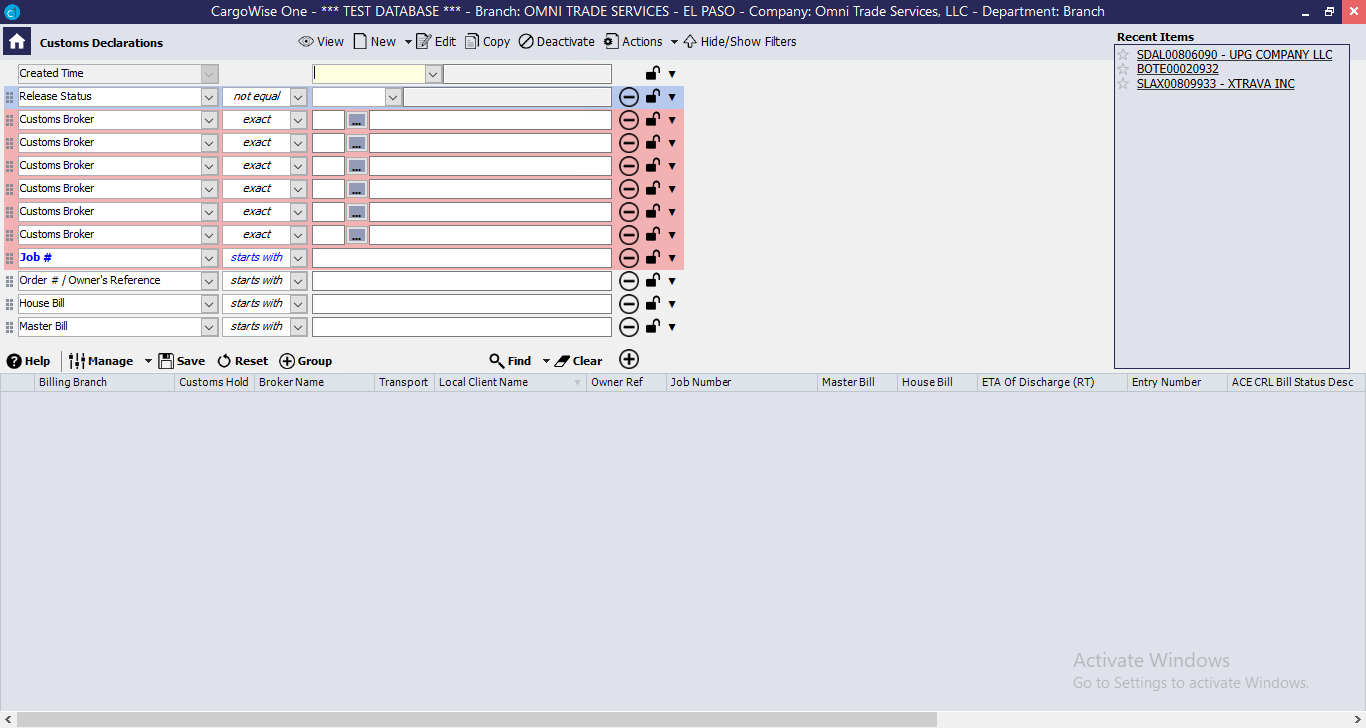 CargoWise One - *** TEST DATABASE *** - Branch: OMNI TRADE SERVICES - EL PASO - Company: Omni Trade Services, LLC - Department: Branch
Customs Declarations View New Edit Copy Deactivate Actions Hide/Show Filters
Recent Items
SDAL00806090 - UPG COMPANY LLC
BOTE00020932
SLAX00809933 - XTRAVA INC
Created Time
Release Status not equal
Customs Broker exact ...
Customs Broker exact ...
Customs Broker exact ...
Customs Broker exact ...
Customs Broker exact ...
Customs Broker exact ...
Job # starts with
Order # / Owner's Reference starts with
House Bill starts with
Master Bill starts with
Help Manage Save Reset Group Find Clear
Billing Branch Customs Hold Broker Name Transport Local Client Name Owner Ref Job Number Master Bill House Bill ETA Of Discharge (RT) Entry Number ACE CRL Bill Status Desc
Activate Windows
Go to Settings to activate Windows.